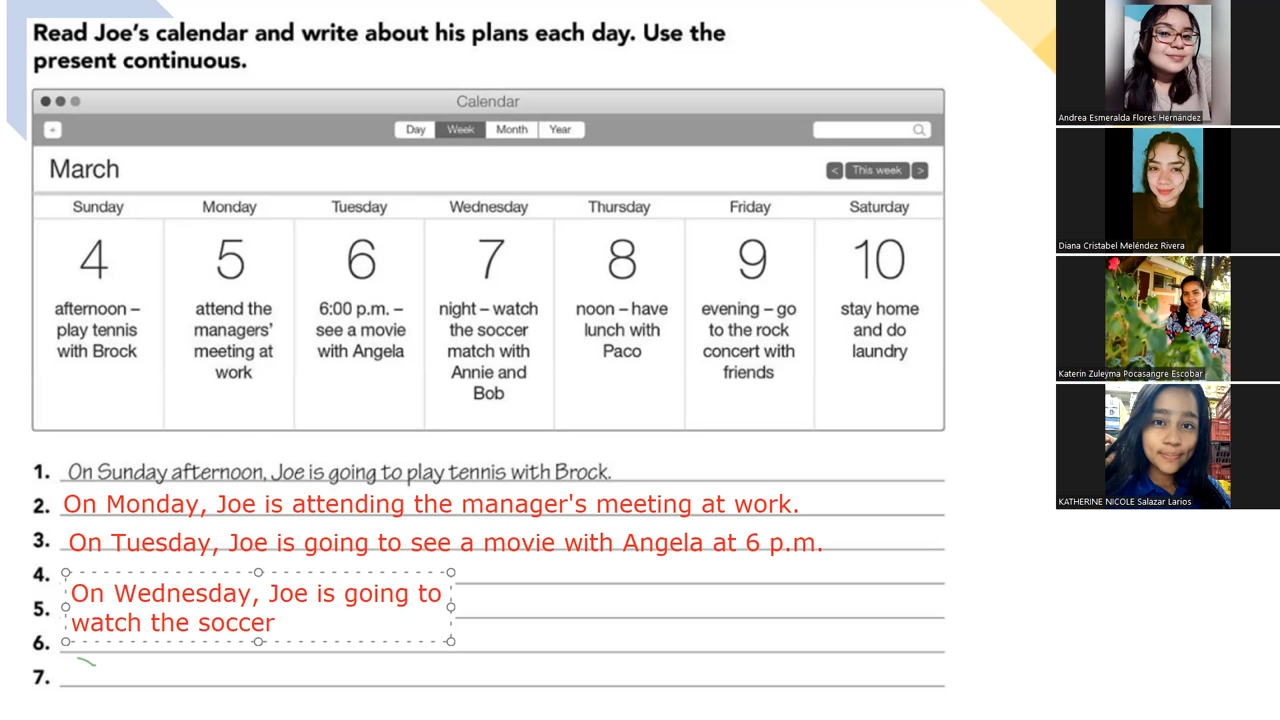 Read Joe's calendar and write about his plans each day. Use the
present continuous.
Calendar
+
Day Week Month Year
March
< This week >
Sunday Monday Tuesday Wednesday Thursday Friday Saturday
4 5 6 7 8 9 10
afternoon –
play tennis
with Brock
attend the
managers'
meeting at
work
6:00 p.m. –
see a movie
with Angela
night – watch
the soccer
match with
Annie and
Bob
noon – have
lunch with
Paco
evening – go
to the rock
concert with
friends
stay home
and do
laundry
1. On Sunday afternoon, Joe is going to play tennis with Brock.
2. On Monday, Joe is attending the manager's meeting at work.
3. On Tuesday, Joe is going to see a movie with Angela at 6 p.m.
4. On Wednesday, Joe is going to
5. watch the soccer
6.
7.
Andrea Esmeralda Flores Hernández
Diana Cristabel Meléndez Rivera
Katerin Zuleyma Pocasangre Escobar
KATHERINE NICOLE Salazar Larios